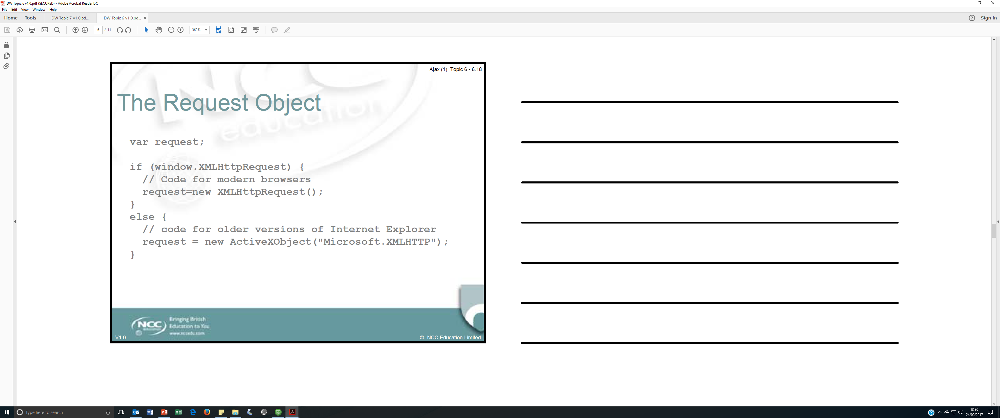 DW Topic 6 v1.0.pdf (SECURED) - Adobe Acrobat Reader DC
File Edit View Window Help
Home Tools DW Topic 7 v1.0.pd... DW Topic 6 v1.0.pd... × Sign In
6 / 11 369%
Ajax (1) Topic 6 - 6.18
The Request Object
var request;
if (window.XMLHttpRequest) {
// Code for modern browsers
request=new XMLHttpRequest();
}
else {
// code for older versions of Internet Explorer
request = new ActiveXObject("Microsoft.XMLHTTP");
}
NCC education
Bringing British
Education to You
www.nccedu.com
V1.0 © NCC Education Limited
Type here to search
13:30
24/09/2017